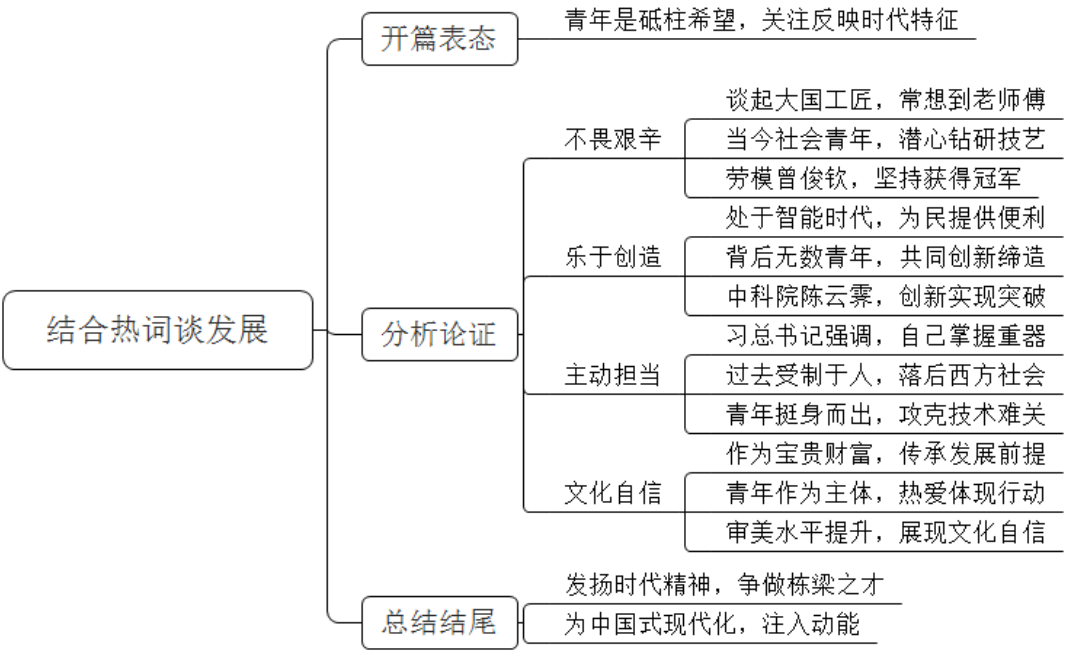 结合热词谈发展
开篇表态
青年是砥柱希望，关注反映时代特征
分析论证
不畏艰辛
谈起大国工匠，常想到老师傅
当今社会青年，潜心钻研技艺
劳模曾俊钦，坚持获得冠军
乐于创造
处于智能时代，为民提供便利
背后无数青年，共同创新缔造
中科院陈云霁，创新实现突破
主动担当
习总书记强调，自己掌握重器
过去受制于人，落后西方社会
青年挺身而出，攻克技术难关
文化自信
作为宝贵财富，传承发展前提
青年作为主体，热爱体现行动
审美水平提升，展现文化自信
总结结尾
发扬时代精神，争做栋梁之才
为中国式现代化，注入动能